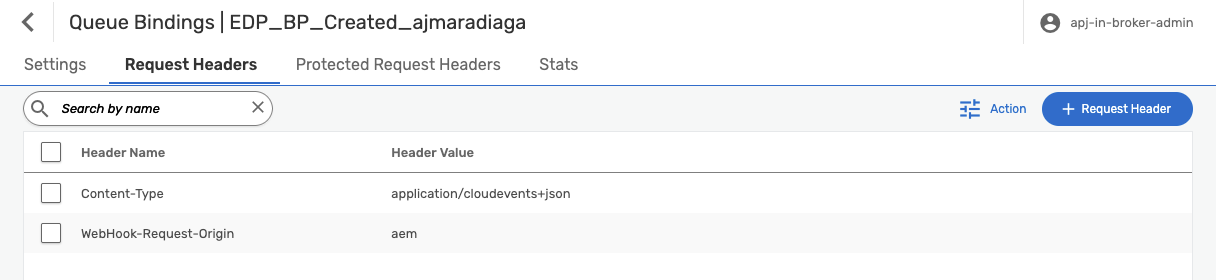 Queue Bindings | EDP_BP_Created_ajmaradiaga
apj-in-broker-admin
Settings Request Headers Protected Request Headers Stats
Search by name Action + Request Header
Header Name Header Value
Content-Type application/cloudevents+json
WebHook-Request-Origin aem